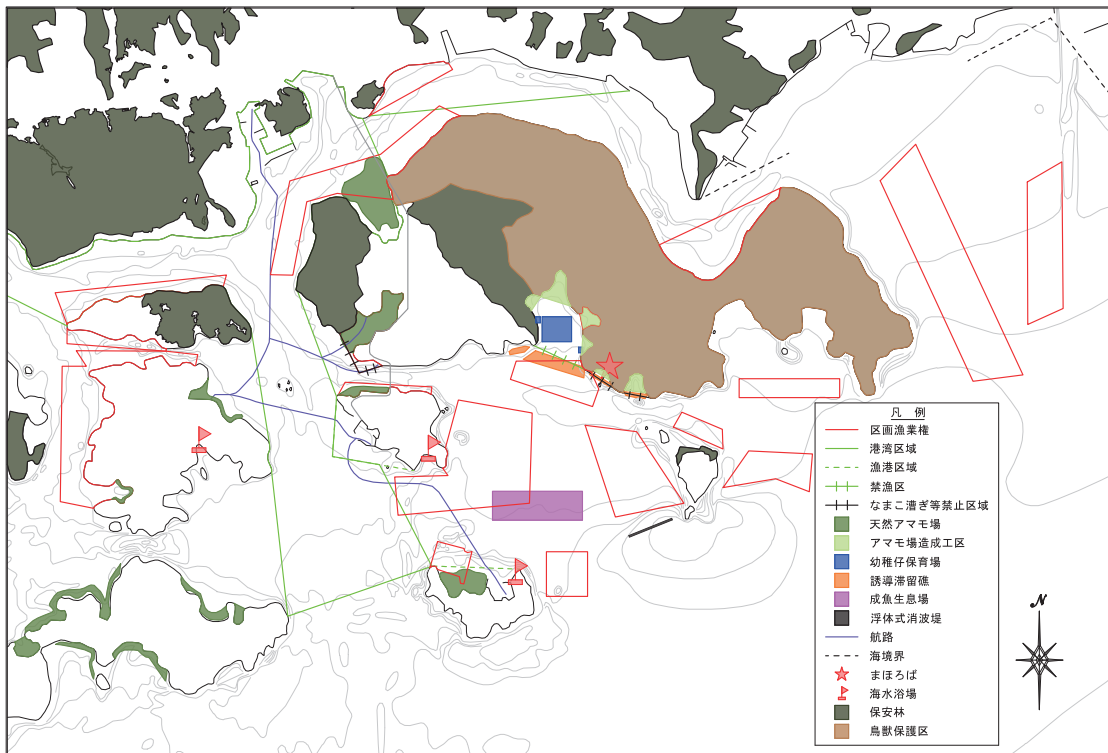 凡 例
区画漁業権
港湾区域
漁港区域
禁漁区
なまこ漕ぎ等禁止区域
天然アマモ場
アマモ場造成工区
幼稚仔保育場
誘導滞留礁
成魚生息場
浮体式消波堤
航路
海境界
まほろば
海水浴場
保安林
鳥獣保護区
N